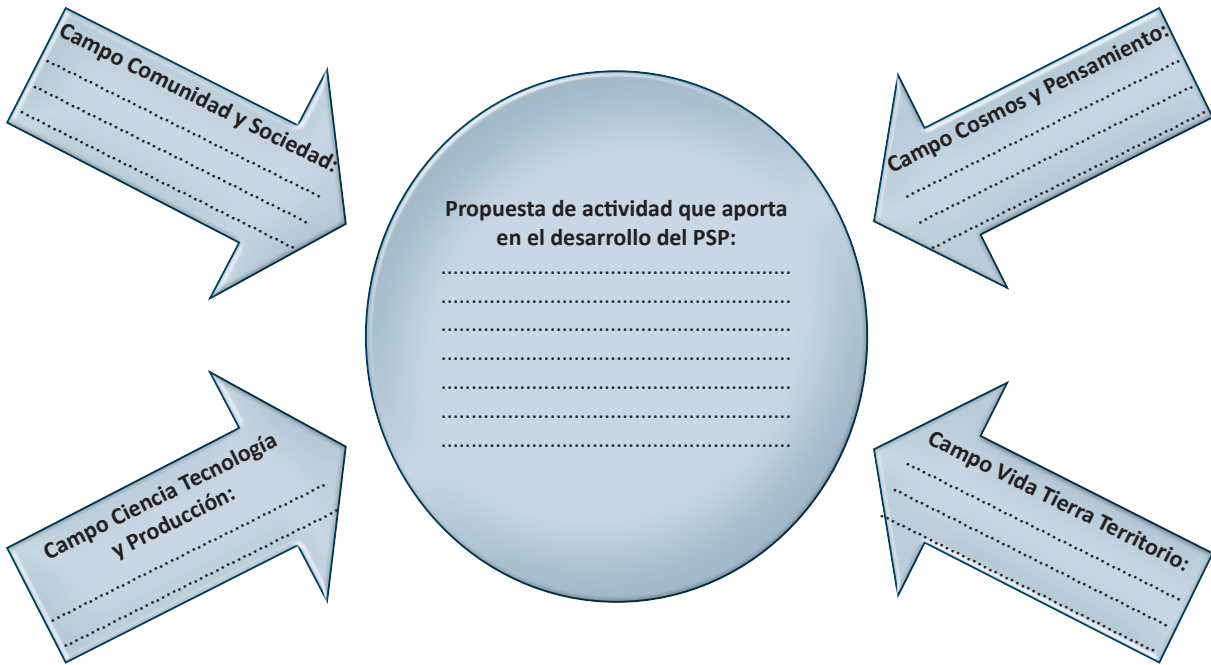 Campo Comunidad y Sociedad:
................................................
................................................
................................................
Campo Cosmos y Pensamiento:
................................................
................................................
................................................
Propuesta de actividad que aporta
en el desarrollo del PSP:
..........................................................
..........................................................
..........................................................
..........................................................
..........................................................
..........................................................
..........................................................
Campo Ciencia Tecnología
y Producción:
................................................
................................................
................................................
Campo Vida Tierra Territorio:
................................................
................................................
................................................